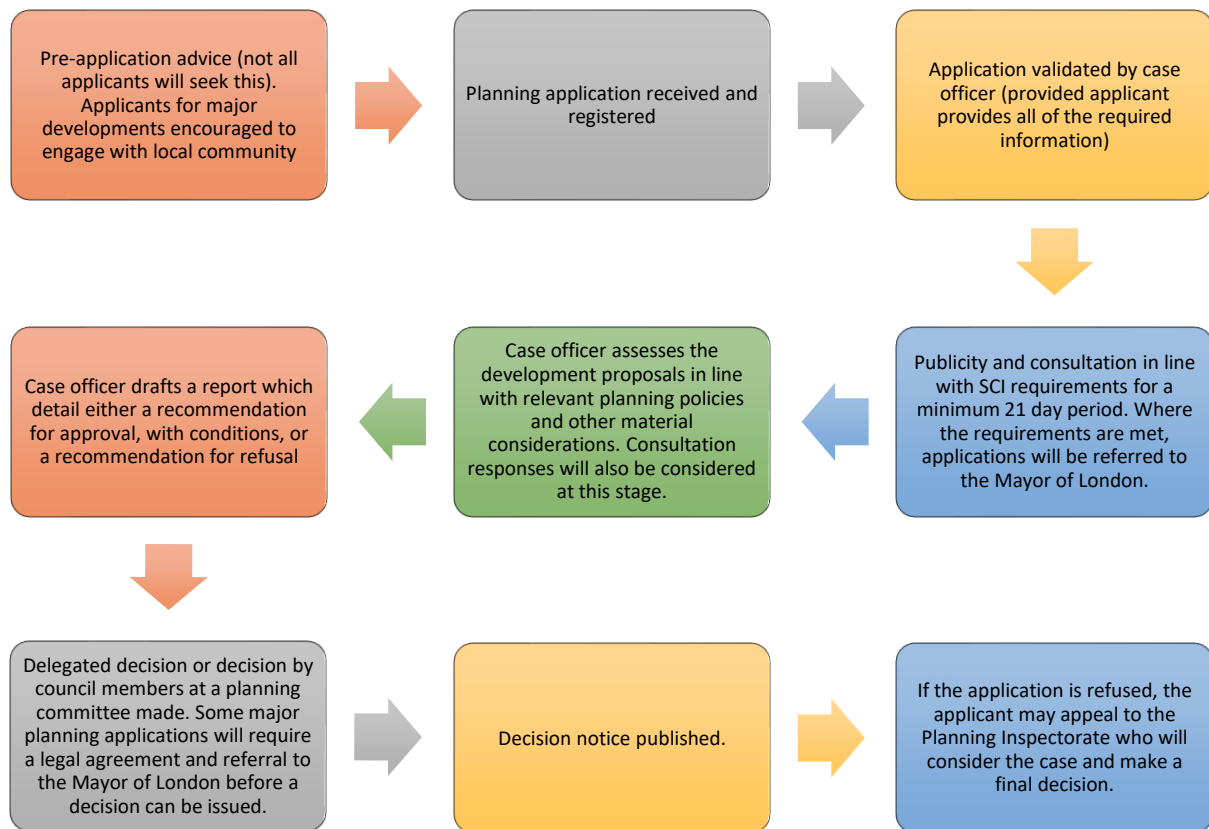 Pre-application advice (not all
applicants will seek this).
Applicants for major
developments encouraged to
engage with local community
Planning application received and
registered
Application validated by case
officer (provided applicant
provides all of the required
information)
Publicity and consultation in line
with SCI requirements for a
minimum 21 day period. Where
the requirements are met,
applications will be referred to
the Mayor of London.
Case officer assesses the
development proposals in line
with relevant planning policies
and other material
considerations. Consultation
responses will also be considered
at this stage.
Case officer drafts a report which
detail either a recommendation
for approval, with conditions, or
a recommendation for refusal
Delegated decision or decision by
council members at a planning
committee made. Some major
planning applications will require
a legal agreement and referral to
the Mayor of London before a
decision can be issued.
Decision notice published.
If the application is refused, the
applicant may appeal to the
Planning Inspectorate who will
consider the case and make a
final decision.